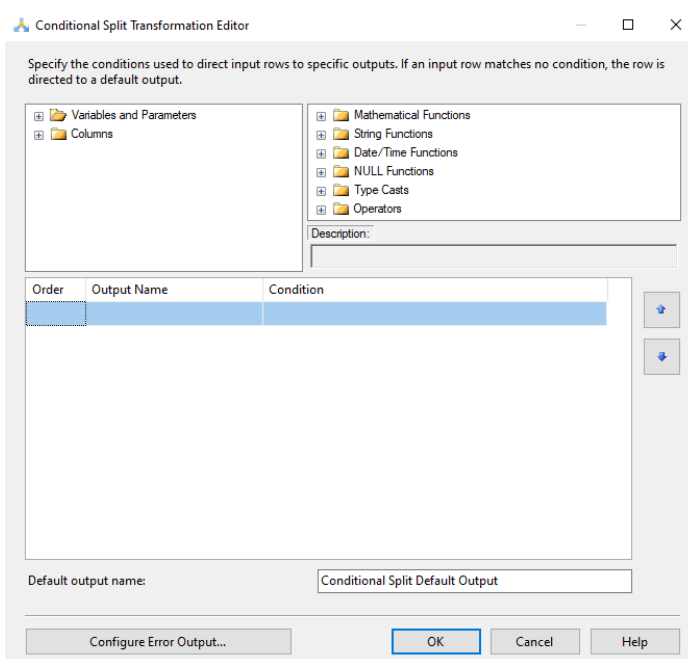 Conditional Split Transformation Editor
Specify the conditions used to direct input rows to specific outputs. If an input row matches no condition, the row is
directed to a default output.
Variables and Parameters
Columns
Mathematical Functions
String Functions
Date/Time Functions
NULL Functions
Type Casts
Operators
Description:
Order Output Name Condition
Default output name: Conditional Split Default Output
Configure Error Output... OK Cancel Help